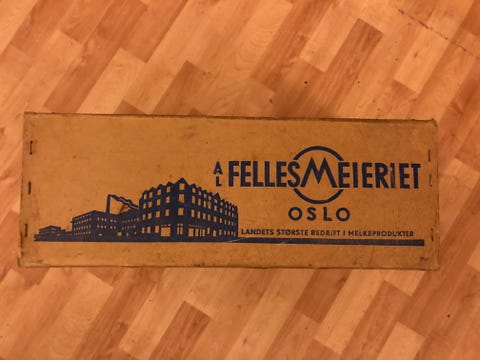 A/L FELLESMEIERIET
OSLO
LANDETS STØRSTE BEDRIFT I MELKEPRODUKTER